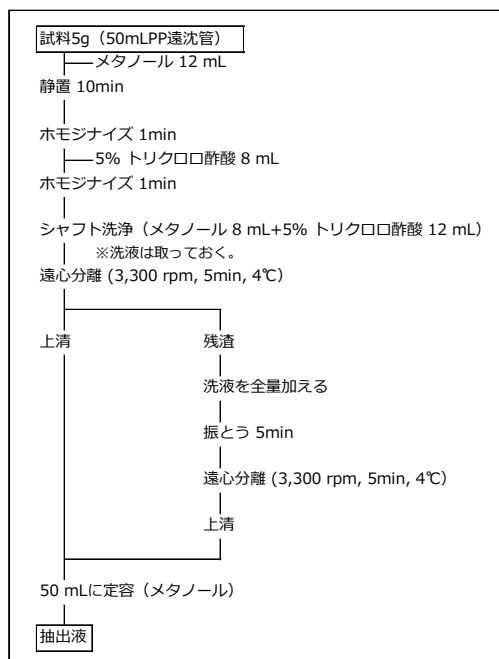 試料5g（50mLPP遠沈管）
メタノール 12 mL
静置 10min
ホモジナイズ 1min
5% トリクロロ酢酸 8 mL
ホモジナイズ 1min
シャフト洗浄（メタノール 8 mL+5% トリクロロ酢酸 12 mL）
※洗液は取っておく。
遠心分離 (3,300 rpm, 5min, 4℃）
上清
残渣
洗液を全量加える
振とう 5min
遠心分離 (3,300 rpm, 5min, 4℃）
上清
50 mLに定容（メタノール）
抽出液